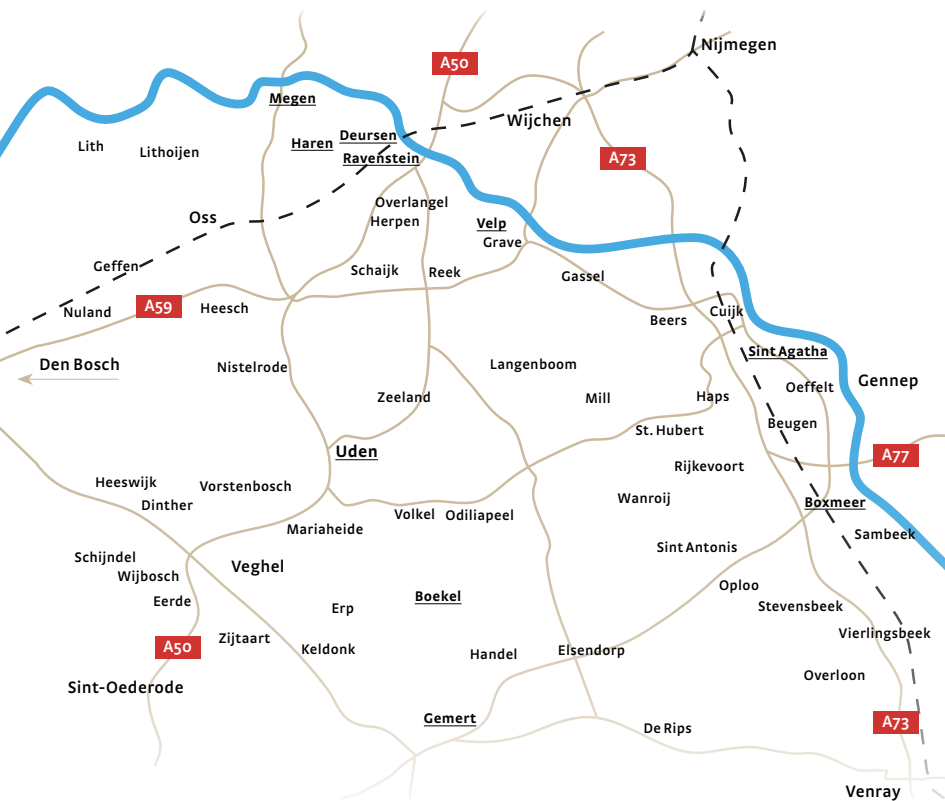 Nijmegen
A50
Megen
Wijchen
Deursen
Haren
Lith
Lithoijen
Ravenstein
A73
Overlangel
Oss
Herpen
Velp
Grave
Geffen
Schaijk
Reek
Gassel
A59
Heesch
Nuland
Cuijk
Beers
Sint Agatha
Den Bosch
Nistelrode
Langenboom
Gennep
Oeffelt
Zeeland
Mill
Haps
Beugen
St. Hubert
Uden
A77
Rijkevoort
Heeswijk
Vorstenbosch
Wanroij
Boxmeer
Dinther
Volkel
Odiliapeel
Mariaheide
Sambeek
Sint Antonis
Schijndel
Veghel
Wijbosch
Oploo
Boekel
Eerde
Erp
Stevensbeek
Zijtaart
Vierlingsbeek
A50
Keldonk
Handel
Elsendorp
Overloon
Sint-Oederode
Gemert
A73
De Rips
Venray